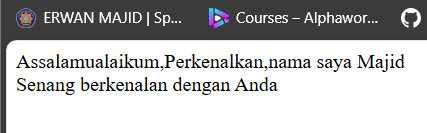 ERWAN MAJID | Sp...
Courses – Alphawor...
Assalamualaikum,Perkenalkan,nama saya Majid
Senang berkenalan dengan Anda